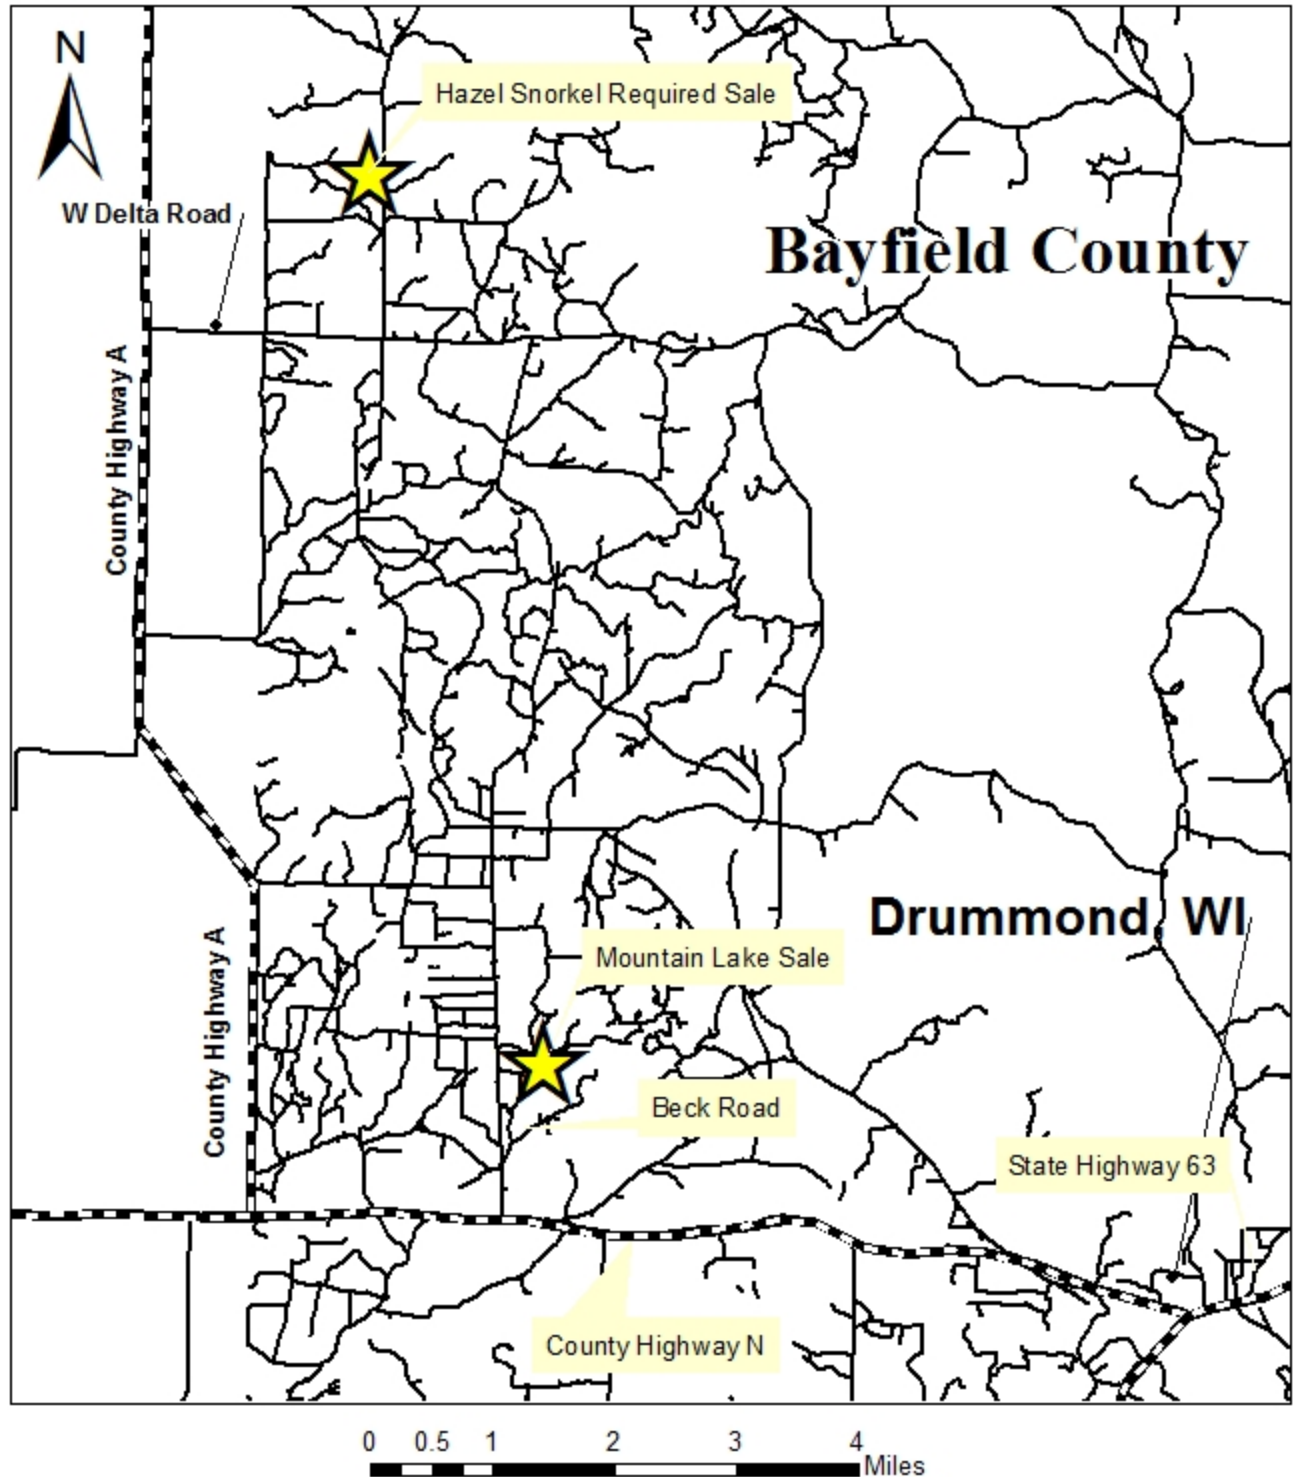 N
Hazel Snorkel Required Sale
W Delta Road
Bayfield County
County Highway A
Drummond, WI
County Highway A
Mountain Lake Sale
Beck Road
State Highway 63
County Highway N
0 0.5 1 2 3 4
Miles